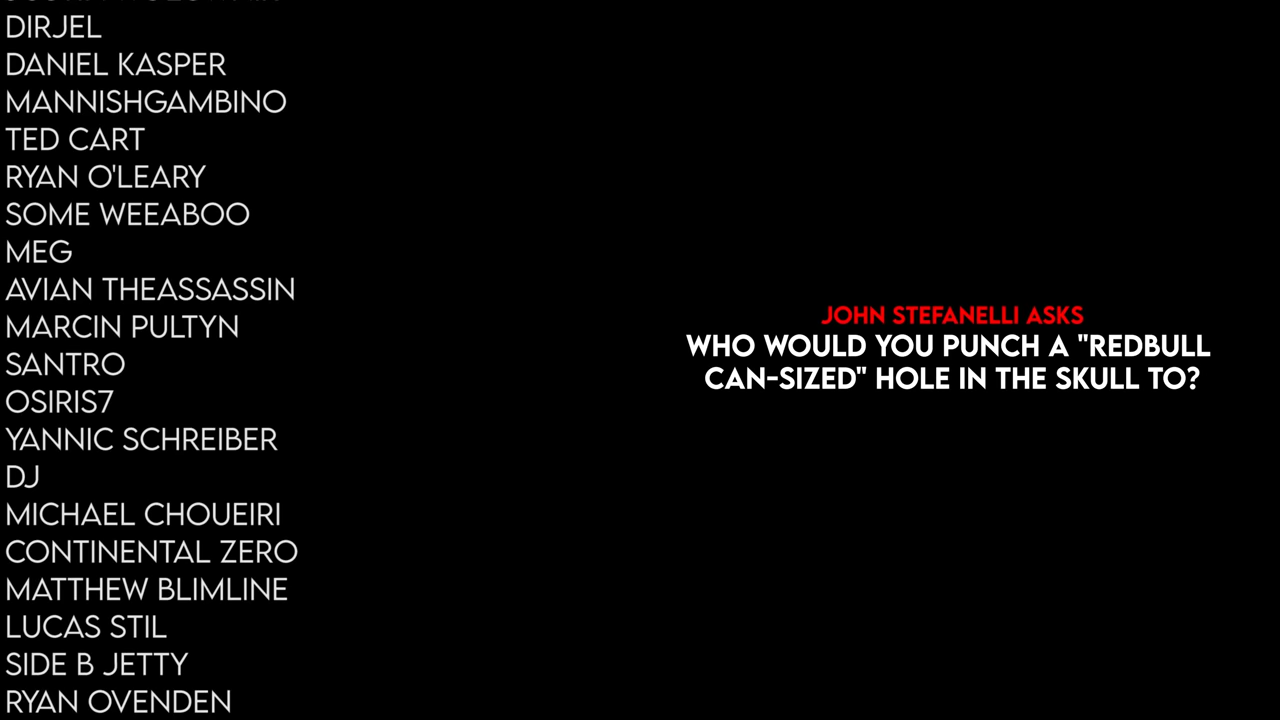 DIRJEL
DANIEL KASPER
MANNISHGAMBINO
TED CART
RYAN O'LEARY
SOME WEEABOO
MEG
AVIAN THEASSASSIN
MARCIN PULTYN
SANTRO
OSIRIS7
YANNIC SCHREIBER
DJ
MICHAEL CHOUEIRI
CONTINENTAL ZERO
MATTHEW BLIMLINE
LUCAS STIL
SIDE B JETTY
RYAN OVENDEN
JOHN STEFANELLI ASKS
WHO WOULD YOU PUNCH A "REDBULL
CAN-SIZED" HOLE IN THE SKULL TO?